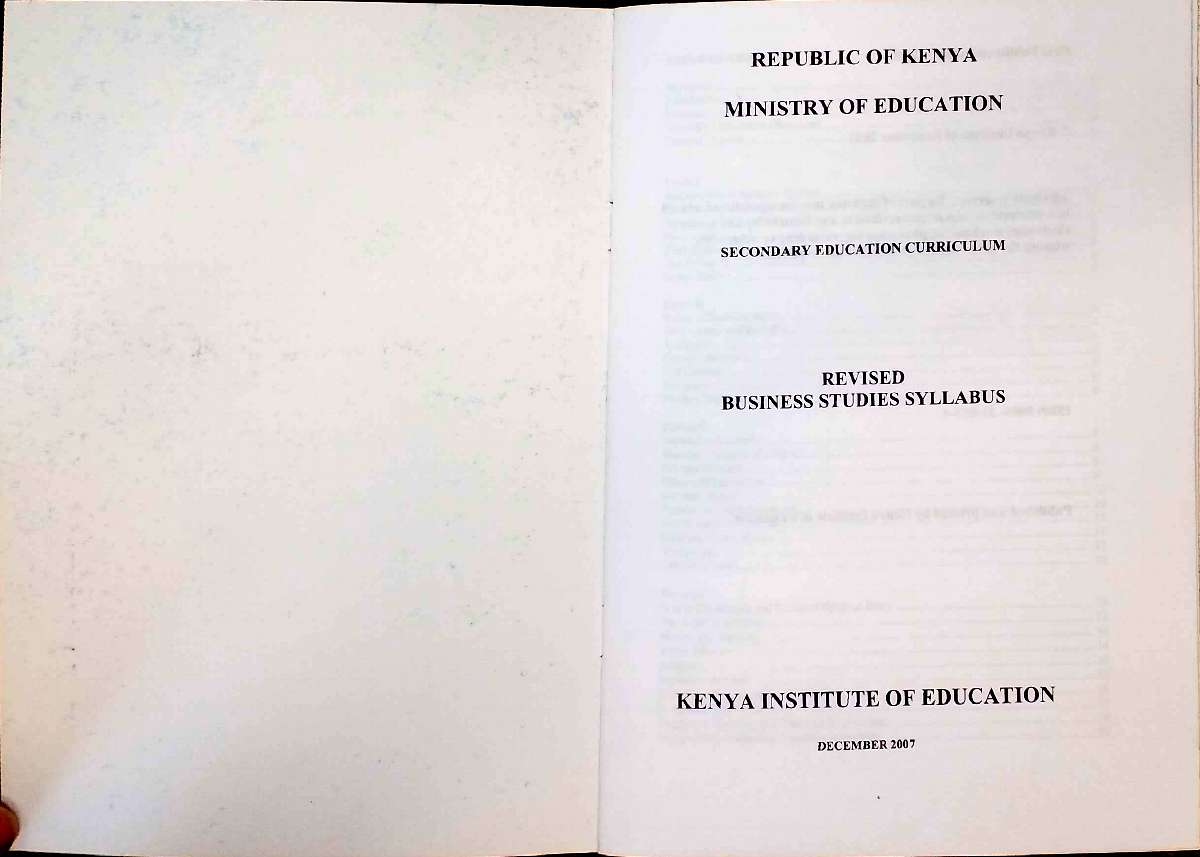 REPUBLIC OF KENYA
MINISTRY OF EDUCATION
SECONDARY EDUCATION CURRICULUM
REVISED
BUSINESS STUDIES SYLLABUS
KENYA INSTITUTE OF EDUCATION
DECEMBER 2007